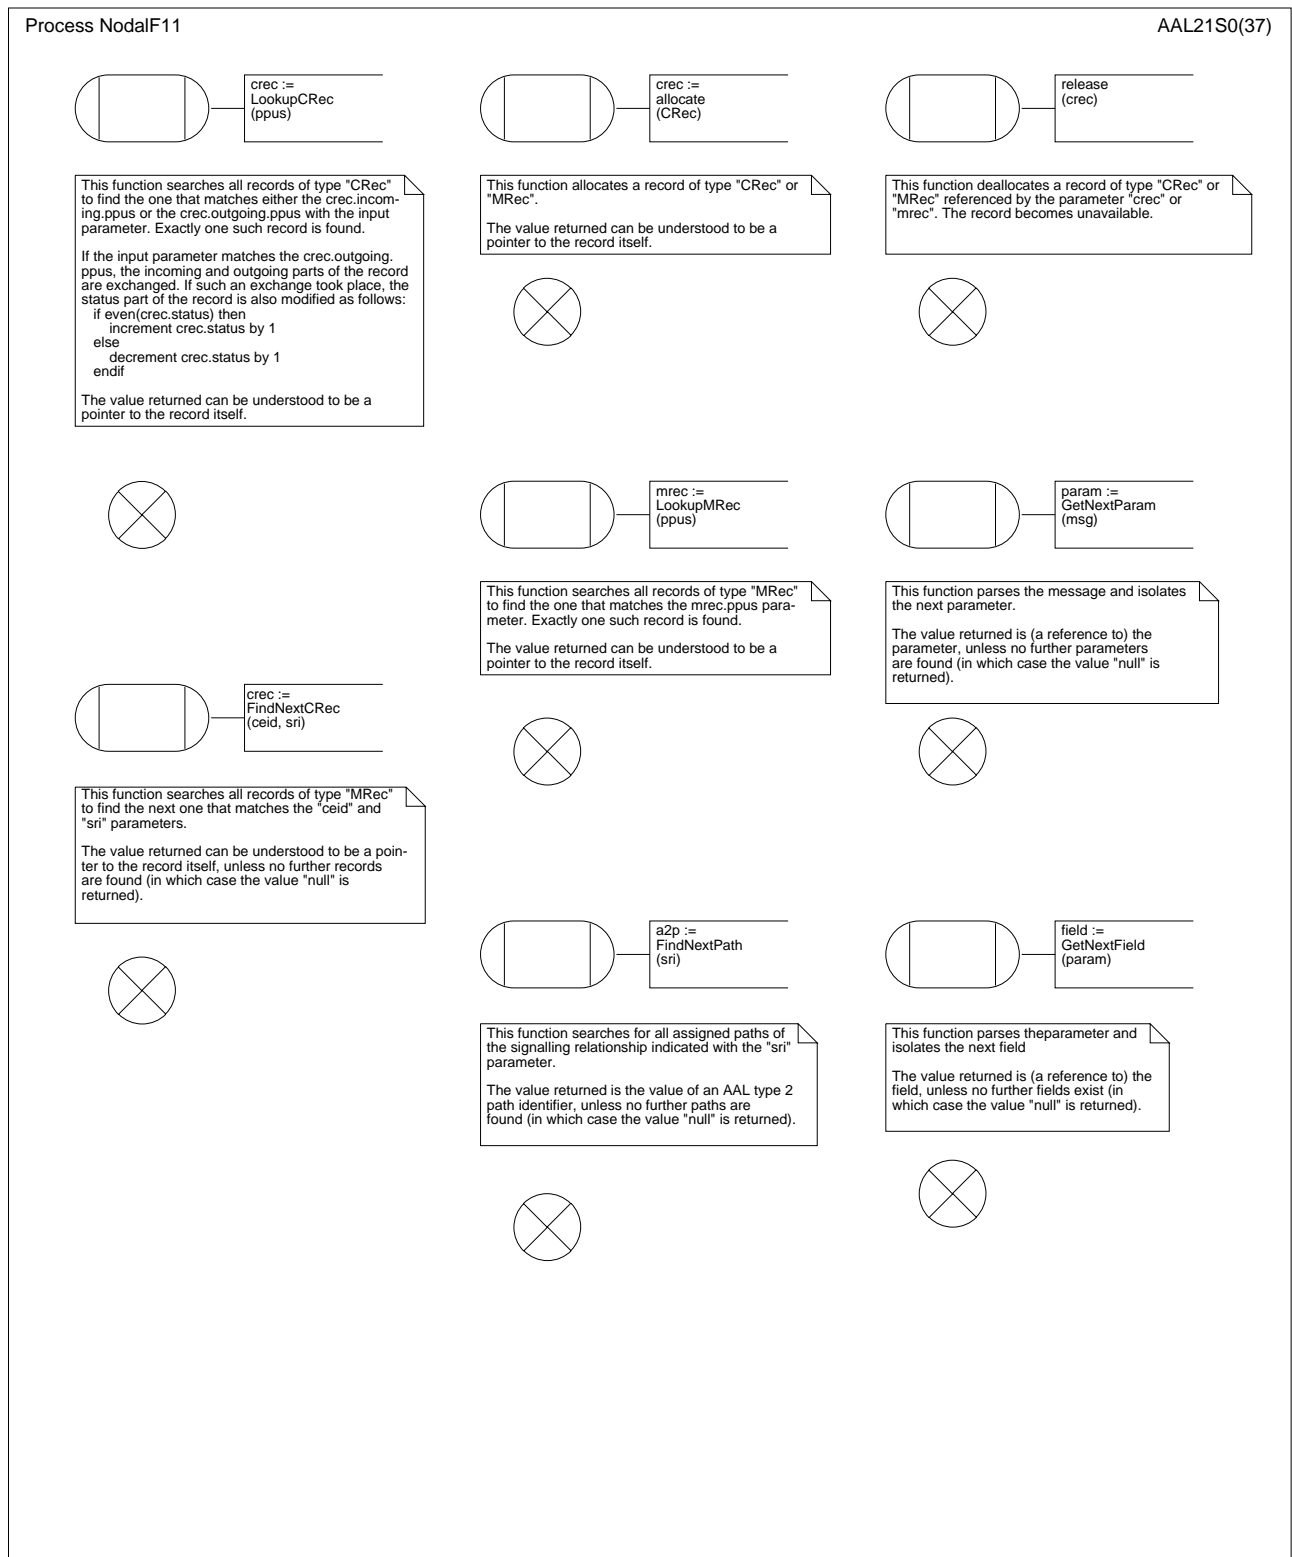 Process NodalF11
AAL21S0(37)
crec :=
LookupCRec
(ppus)
This function searches all records of type "CRec"
to find the one that matches either the crec.incom-
ing.ppus or the crec.outgoing.ppus with the input
parameter. Exactly one such record is found.
If the input parameter matches the crec.outgoing.
ppus, the incoming and outgoing parts of the record
are exchanged. If such an exchange took place, the
status part of the record is also modified as follows:
if even(crec.status) then
increment crec.status by 1
else
decrement crec.status by 1
endif
The value returned can be understood to be a
pointer to the record itself.
crec :=
allocate
(CRec)
This function allocates a record of type "CRec" or
"MRec".
The value returned can be understood to be a
pointer to the record itself.
release
(crec)
This function deallocates a record of type "CRec" or
"MRec" referenced by the parameter "crec" or
"mrec". The record becomes unavailable.
mrec :=
LookupMRec
(ppus)
This function searches all records of type "MRec"
to find the one that matches the mrec.ppus para-
meter. Exactly one such record is found.
The value returned can be understood to be a
pointer to the record itself.
param :=
GetNextParam
(msg)
This function parses the message and isolates
the next parameter.
The value returned is (a reference to) the
parameter, unless no further parameters
are found (in which case the value "null" is
returned).
crec :=
FindNextCRec
(ceid, sri)
This function searches all records of type "MRec"
to find the next one that matches the "ceid" and
"sri" parameters.
The value returned can be understood to be a poin-
ter to the record itself, unless no further records
are found (in which case the value "null" is
returned).
a2p :=
FindNextPath
(sri)
This function searches for all assigned paths of
the signalling relationship indicated with the "sri"
parameter.
The value returned is the value of an AAL type 2
path identifier, unless no further paths are
found (in which case the value "null" is returned).
field :=
GetNextField
(param)
This function parses theparameter and
isolates the next field
The value returned is (a reference to) the
field, unless no further fields exist (in
which case the value "null" is returned).